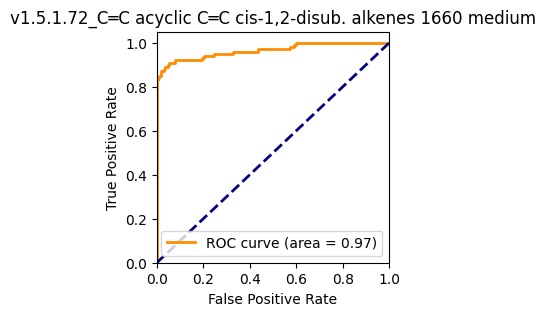 v1.5.1.72_C═C acyclic C═C cis-1,2-disub. alkenes 1660 medium
1.0
0.8
0.6
0.4
0.2
0.0
True Positive Rate
ROC curve (area = 0.97)
0.0 0.2 0.4 0.6 0.8 1.0
False Positive Rate